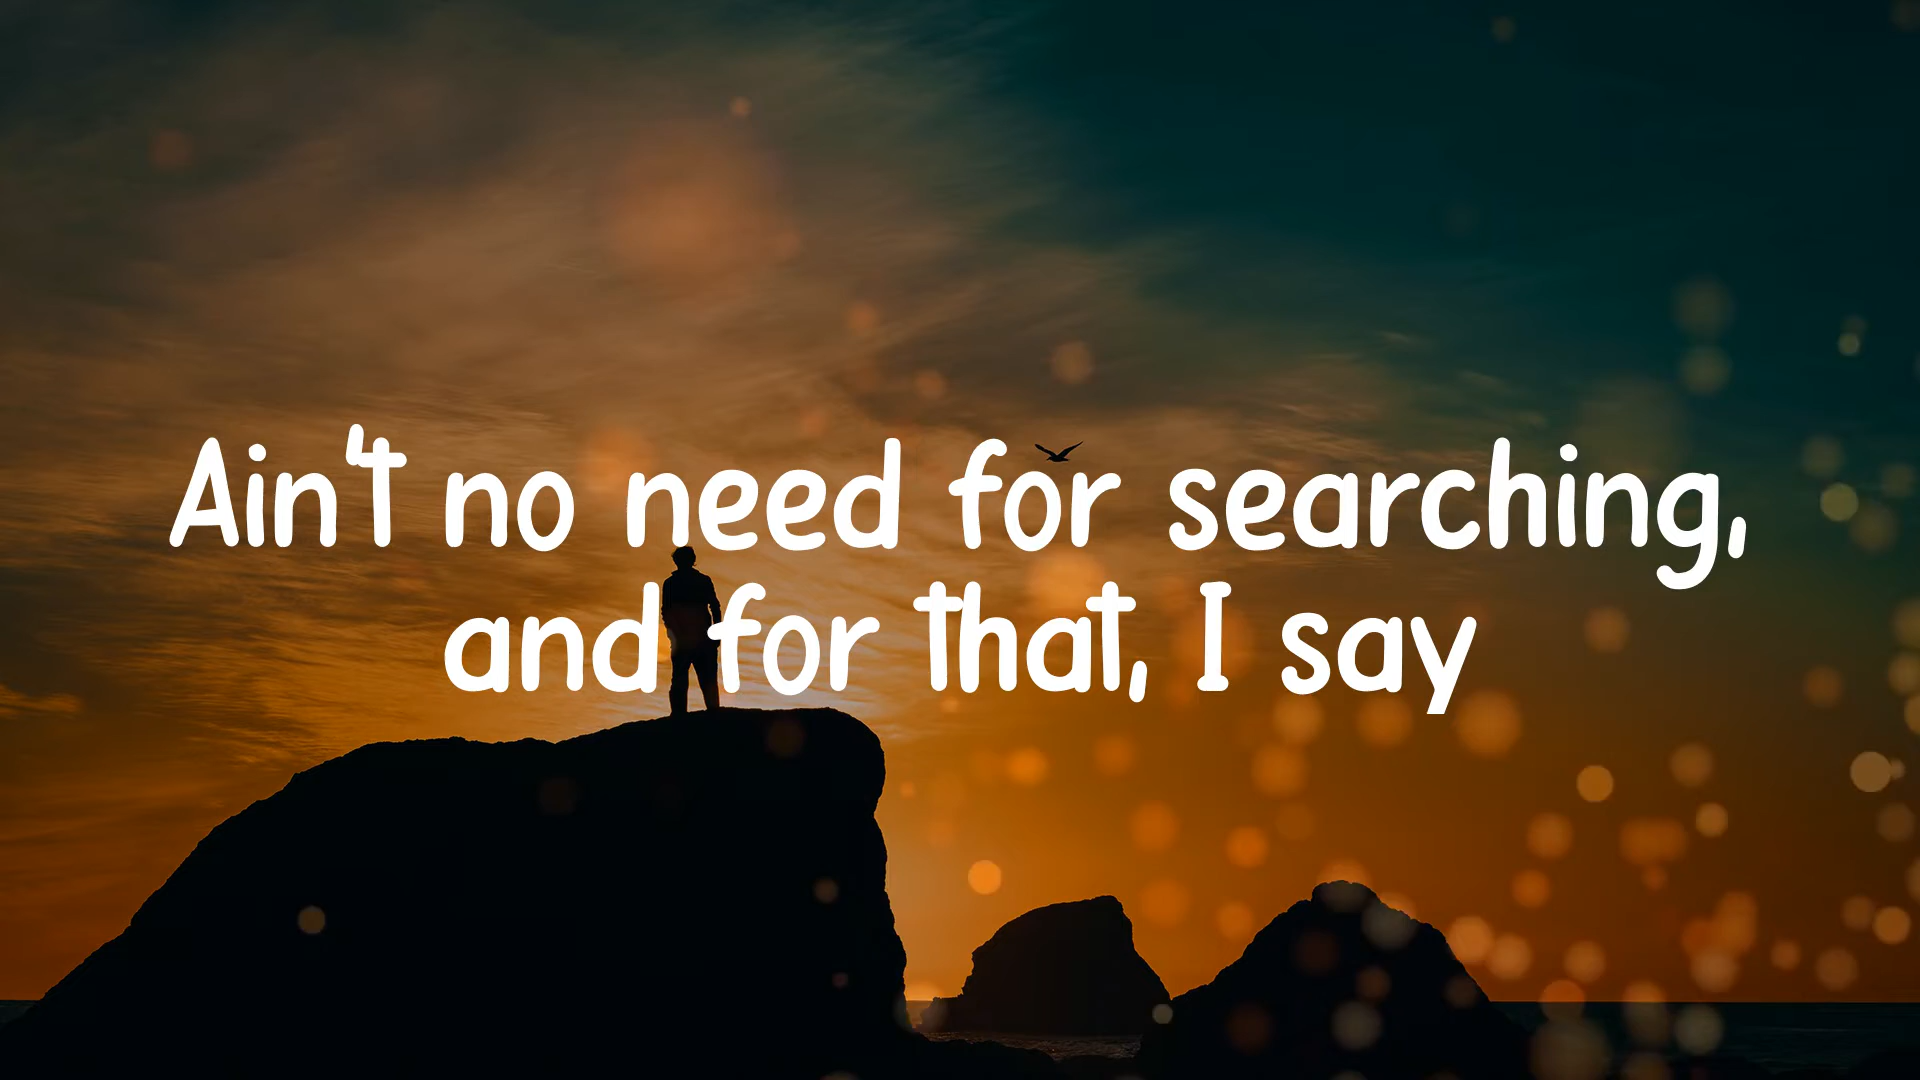 Ain't no need for searching,
and for that, I say